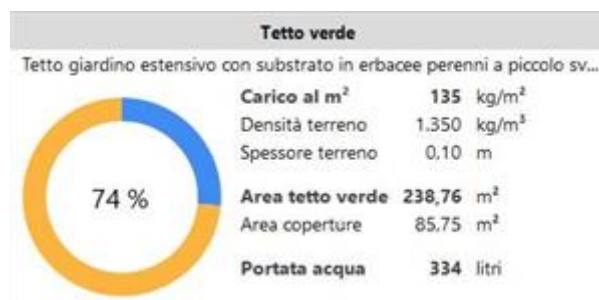 Tetto verde
Tetto giardino estensivo con substrato in erbacee perenni a piccolo sv...
Carico al m² 135 kg/m²
Densità terreno 1.350 kg/m³
Spessore terreno 0,10 m
74 %
Area tetto verde 238,76 m²
Area coperture 85,75 m²
Portata acqua 334 litri